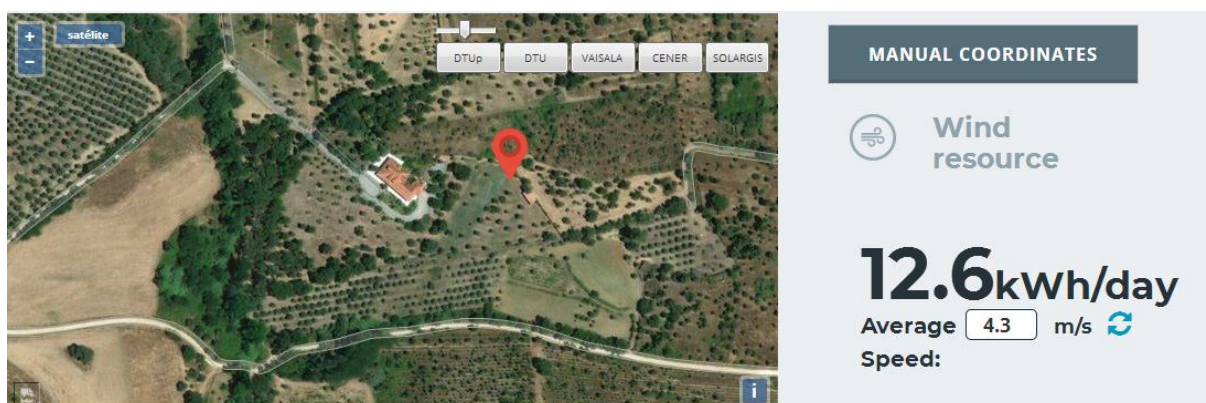 +
satélite
−
DTUp
DTU
VAISALA
CENER
SOLARGIS
i
MANUAL COORDINATES
Wind
resource
12.6kWh/day
Average 4.3 m/s
Speed: